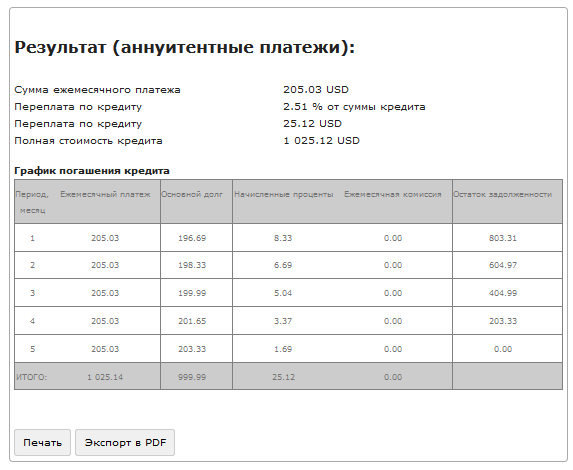 Результат (аннуитентные платежи):
Сумма ежемесячного платежа 205.03 USD
Переплата по кредиту 2.51 % от суммы кредита
Переплата по кредиту 25.12 USD
Полная стоимость кредита 1 025.12 USD
График погашения кредита
Период, месяц Ежемесячный платеж Основной долг Начисленные проценты Ежемесячная комиссия Остаток задолженности
1 205.03 196.69 8.33 0.00 803.31
2 205.03 198.33 6.69 0.00 604.97
3 205.03 199.99 5.04 0.00 404.99
4 205.03 201.65 3.37 0.00 203.33
5 205.03 203.33 1.69 0.00 0.00
ИТОГО: 1 025.14 999.99 25.12 0.00
Печать Экспорт в PDF